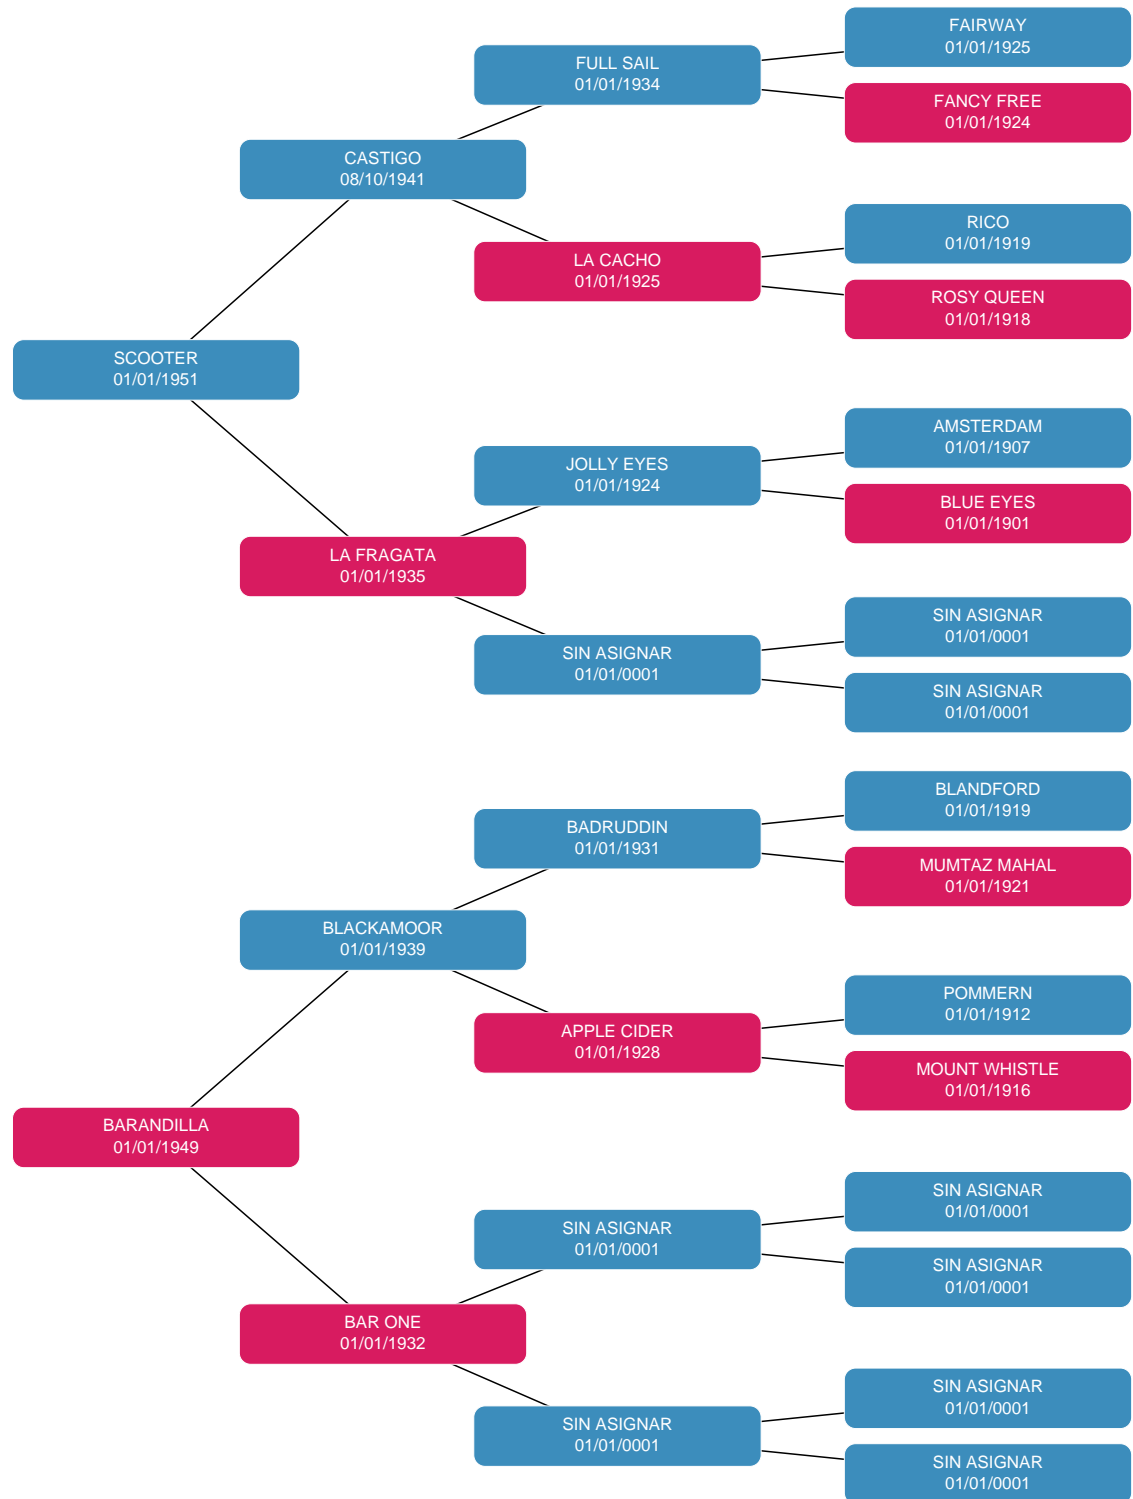 FAIRWAY
01/01/1925
FULL SAIL
01/01/1934
FANCY FREE
01/01/1924
CASTIGO
08/10/1941
RICO
01/01/1919
LA CACHO
01/01/1925
ROSY QUEEN
01/01/1918
SCOOTER
01/01/1951
AMSTERDAM
01/01/1907
JOLLY EYES
01/01/1924
BLUE EYES
01/01/1901
LA FRAGATA
01/01/1935
SIN ASIGNAR
01/01/0001
SIN ASIGNAR
01/01/0001
SIN ASIGNAR
01/01/0001
BLANDFORD
01/01/1919
BADRUDDIN
01/01/1931
MUMTAZ MAHAL
01/01/1921
BLACKAMOOR
01/01/1939
POMMERN
01/01/1912
APPLE CIDER
01/01/1928
MOUNT WHISTLE
01/01/1916
BARANDILLA
01/01/1949
SIN ASIGNAR
01/01/0001
SIN ASIGNAR
01/01/0001
SIN ASIGNAR
01/01/0001
BAR ONE
01/01/1932
SIN ASIGNAR
01/01/0001
SIN ASIGNAR
01/01/0001
SIN ASIGNAR
01/01/0001